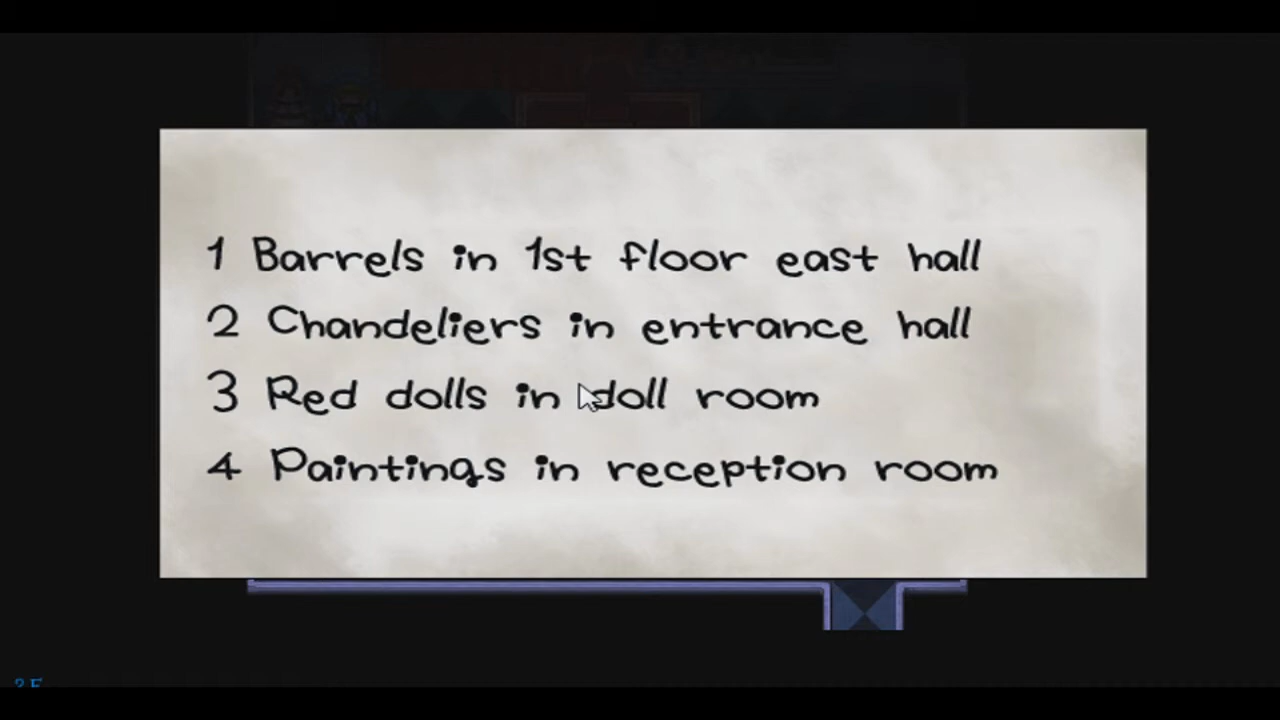 1 Barrels in 1st floor east hall
2 Chandeliers in entrance hall
3 Red dolls in doll room
4 Paintings in reception room